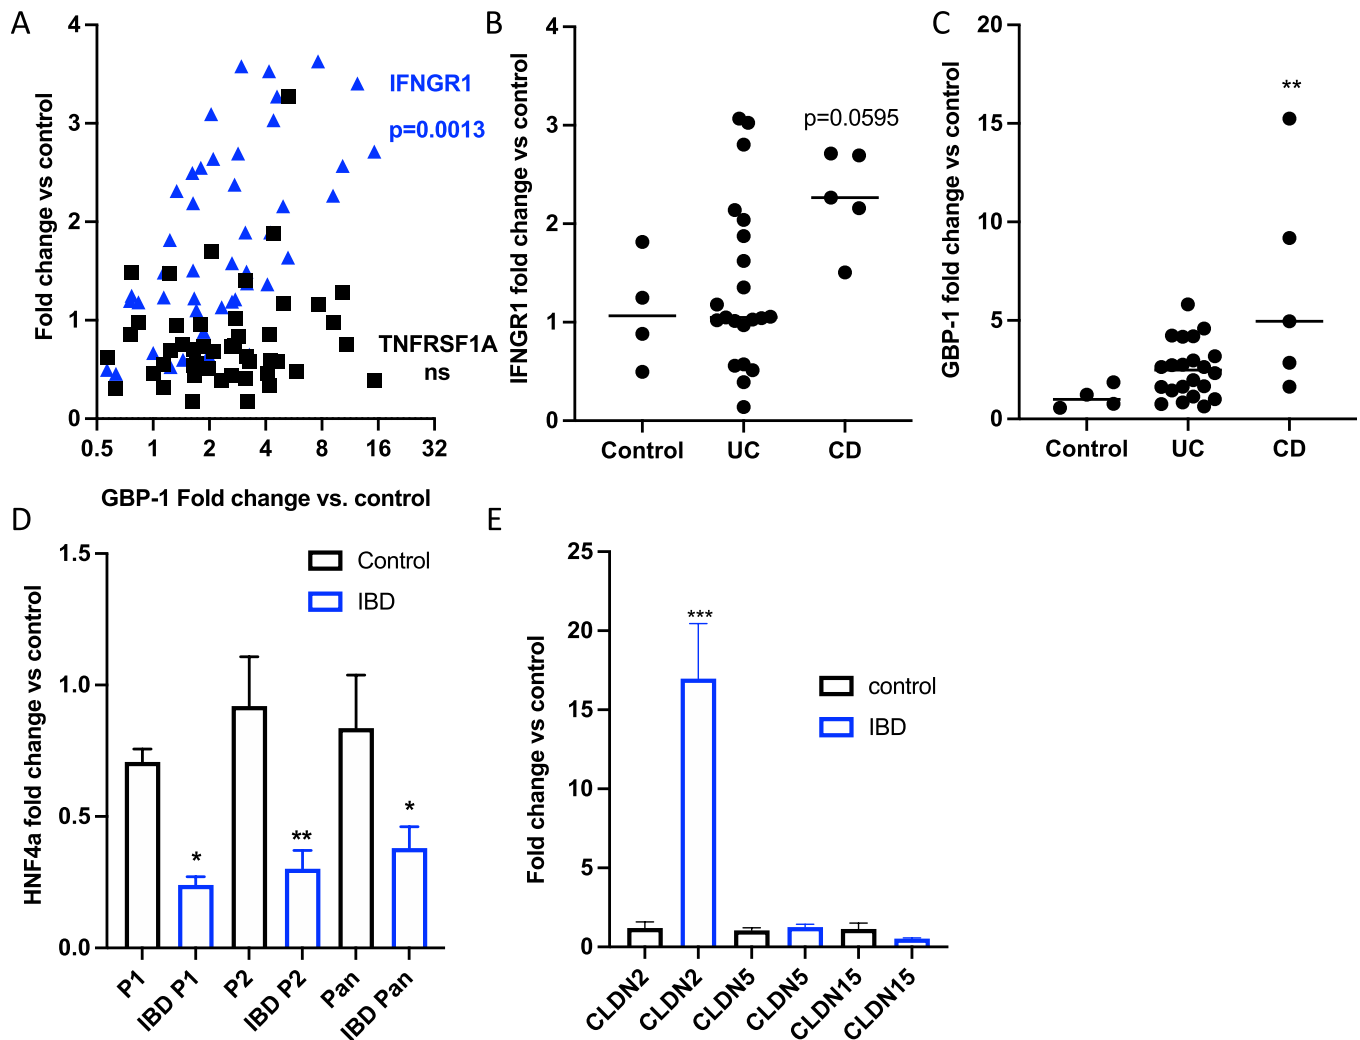 A
Fold change vs control
4
3
2
1
0
0.5 1 2 4 8 16 32
GBP-1 Fold change vs. control
IFNGR1
p=0.0013
TNFRSF1A
ns
B
IFNGR1 fold change vs control
4
3
2
1
0
p=0.0595
Control UC CD
C
GBP-1 fold change vs control
20
15
10
5
0
**
Control UC CD
D
HNF4a fold change vs control
1.5
1.0
0.5
0.0
Control
IBD
*
**
*
P1
IBD P1
P2
IBD P2
Pan
IBD Pan
E
Fold change vs control
25
20
15
10
5
0
***
control
IBD
CLDN2
CLDN2
CLDN5
CLDN5
CLDN15
CLDN15